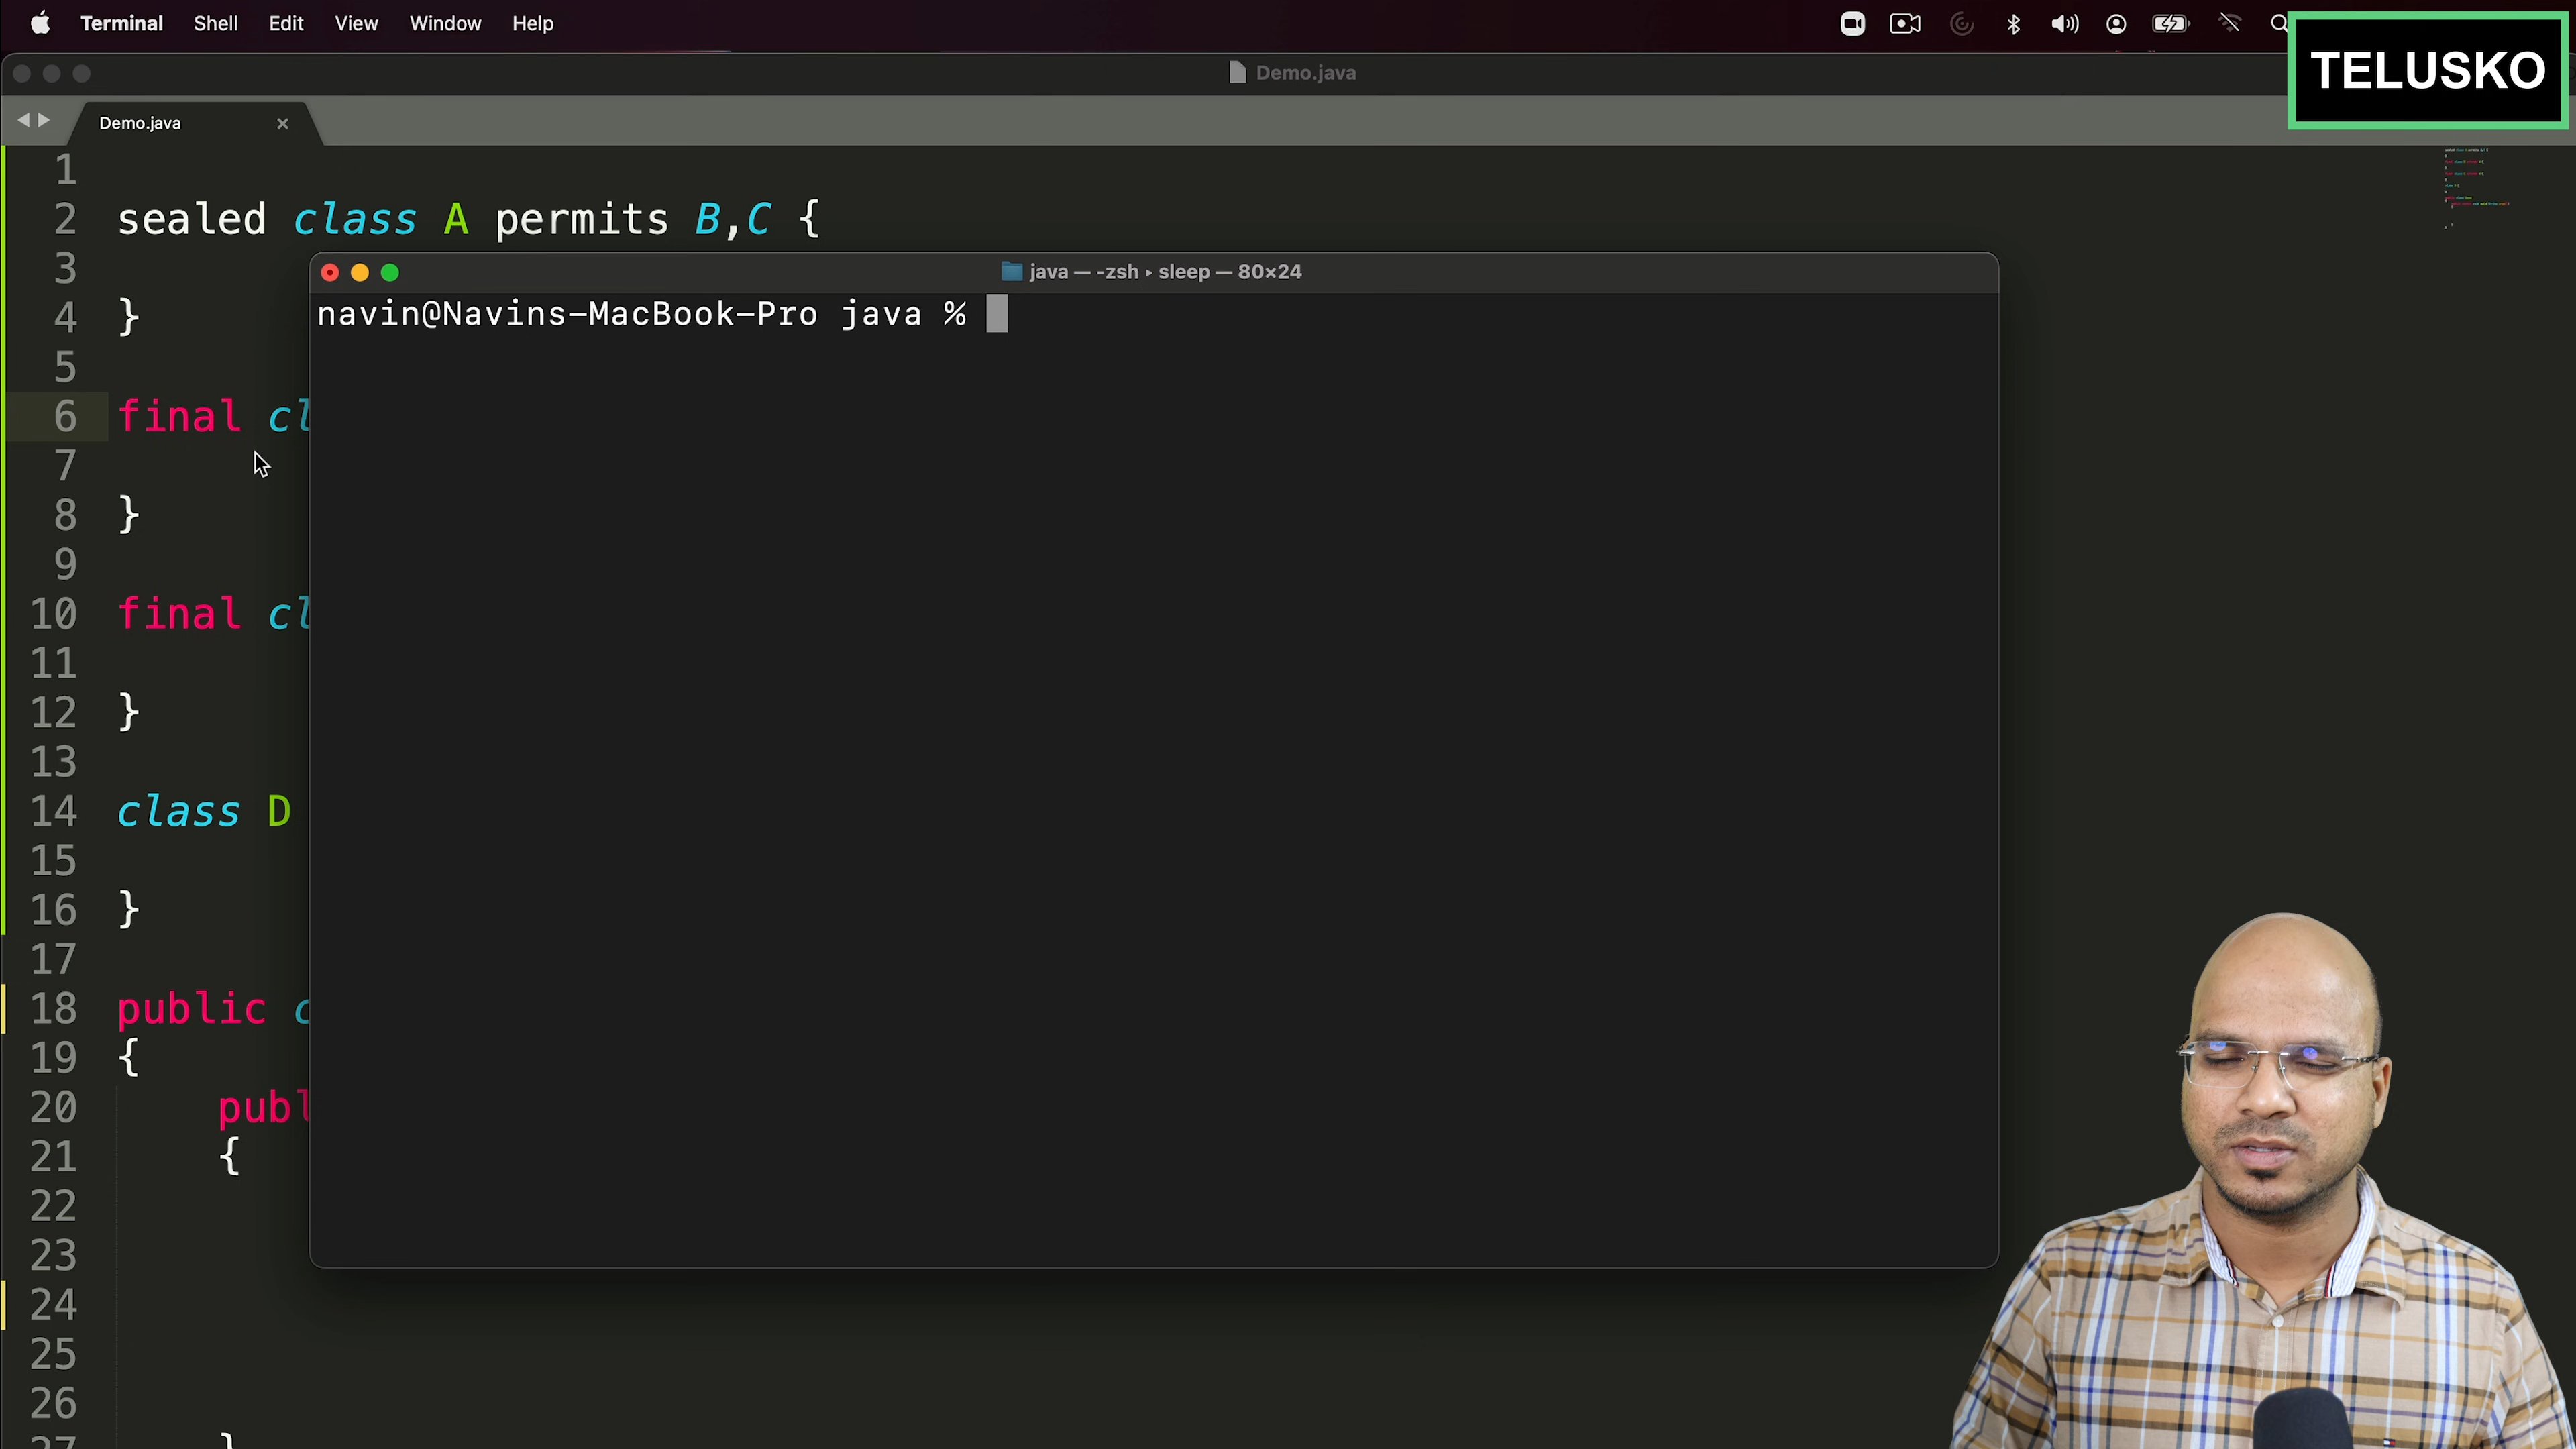 Terminal Shell Edit View Window Help
TELUSKO
Demo.java
Demo.java
1
2 sealed class A permits B,C {
3
4 }
5
6 final cl
7
8 }
9
10 final cl
11
12 }
13
14 class D
15
16 }
17
18 public c
19 {
20 publ
21 {
22
23
24
25
26
27 }
java — -zsh ▸ sleep — 80×24
navin@Navins-MacBook-Pro java %